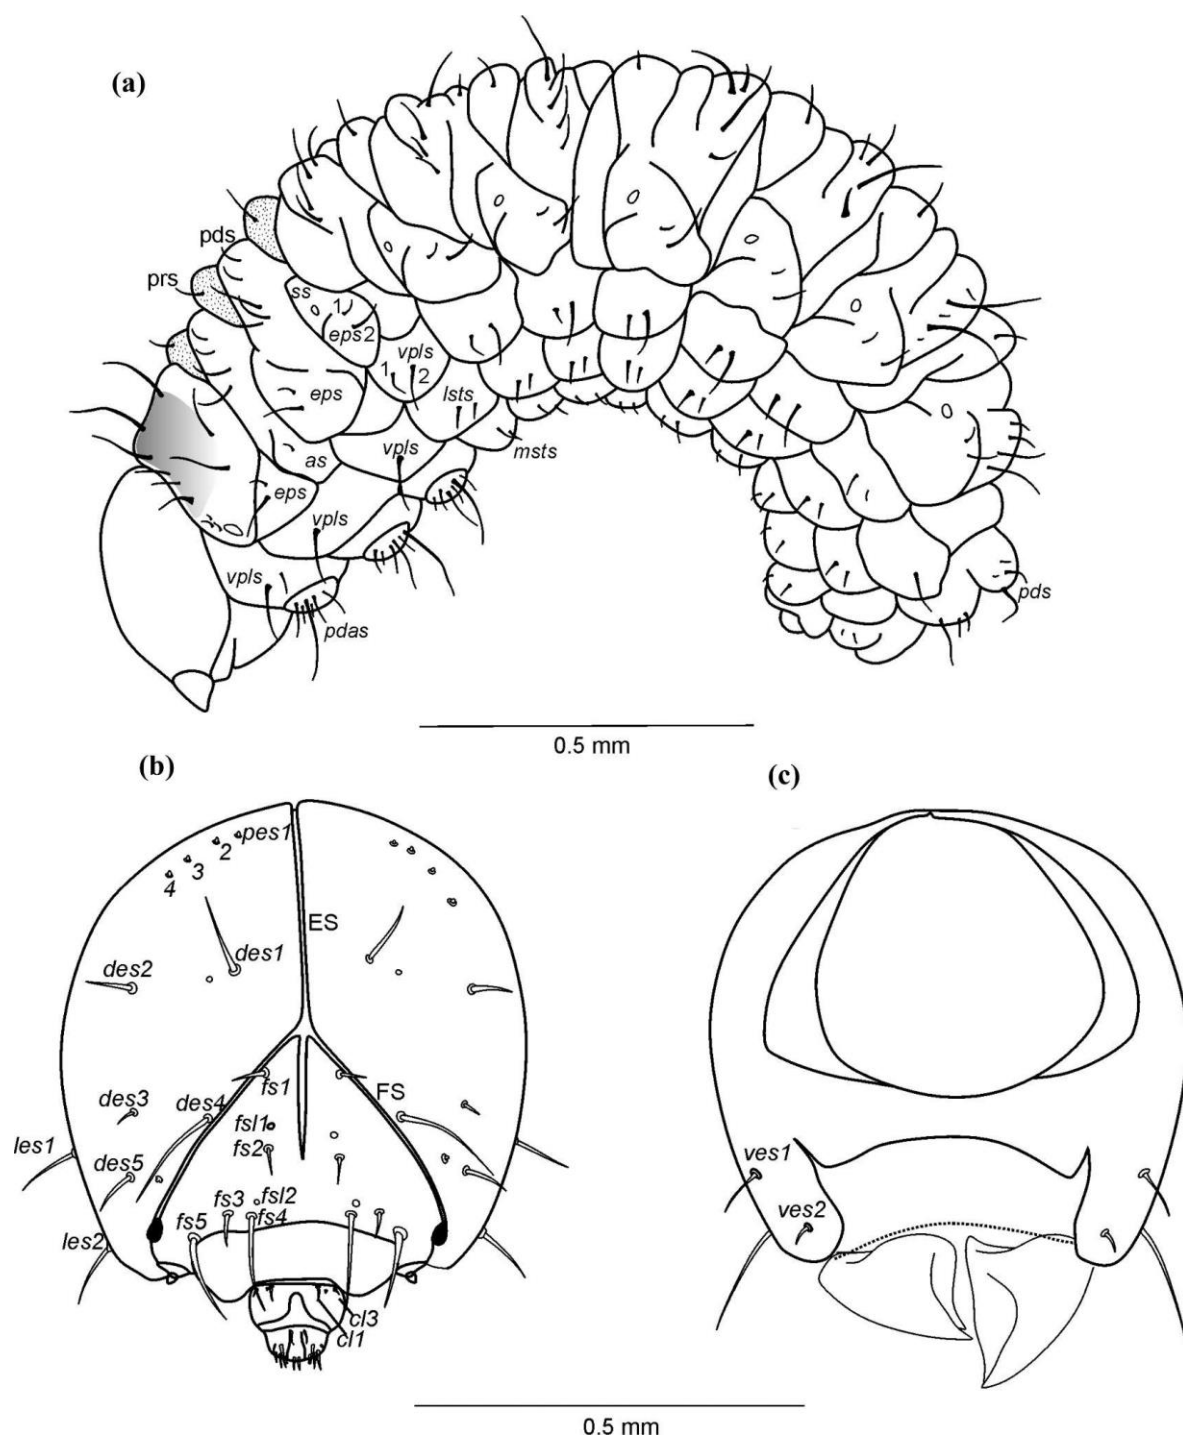 (a)
pds
prs
ss
1
eps2
vpls
1 2
eps
lsts
msts
as
vpls
eps
vpls
vpls
pdas
pds
0.5 mm
(b)
(c)
pes1
2
3
4
ES
des1
des2
fs1
FS
des3
des4
fsl1
fs2
les1
des5
ves1
fs3
fsl2
fs4
ves2
fs5
les2
cl3
cl1
0.5 mm